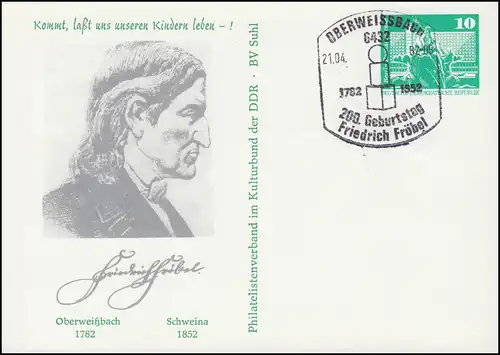 Kommt, laßt uns unseren Kindern leben – !
Friedrich Fröbel.
Oberweißbach Schweina
1782 1852
Philatelistenverband im Kulturbund der DDR · BV Suhl
OBERWEISSBACH
6432
21.04. 82-09
1782 1852
200. Geburtstag
Friedrich Fröbel
10
DEUTSCHE DEMOKRATISCHE REPUBLIK